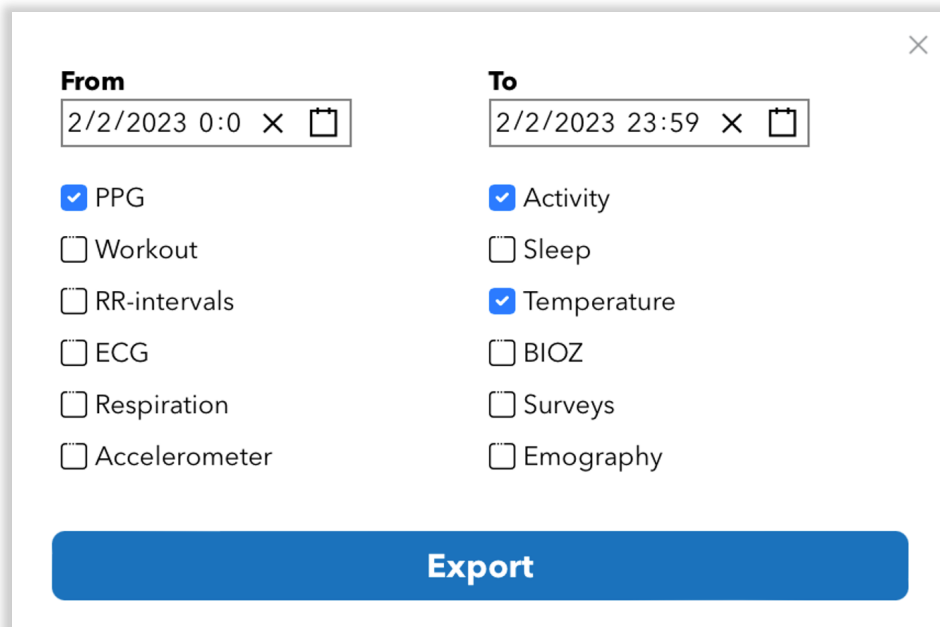 From To
2/2/2023 0:0 2/2/2023 23:59
PPG Activity
Workout Sleep
RR-intervals Temperature
ECG BIOZ
Respiration Surveys
Accelerometer Emography
Export